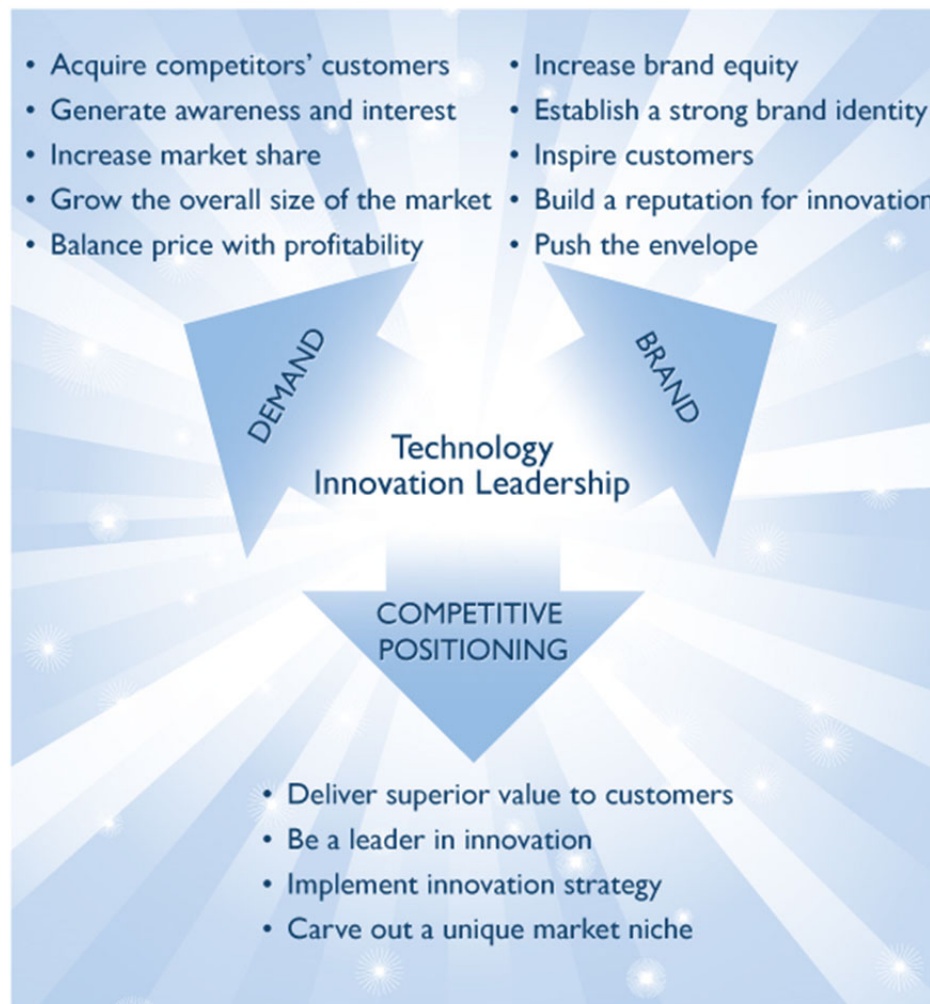 • Acquire competitors’ customers
• Generate awareness and interest
• Increase market share
• Grow the overall size of the market
• Balance price with profitability
• Increase brand equity
• Establish a strong brand identity
• Inspire customers
• Build a reputation for innovation
• Push the envelope
DEMAND
BRAND
Technology
Innovation Leadership
COMPETITIVE
POSITIONING
• Deliver superior value to customers
• Be a leader in innovation
• Implement innovation strategy
• Carve out a unique market niche